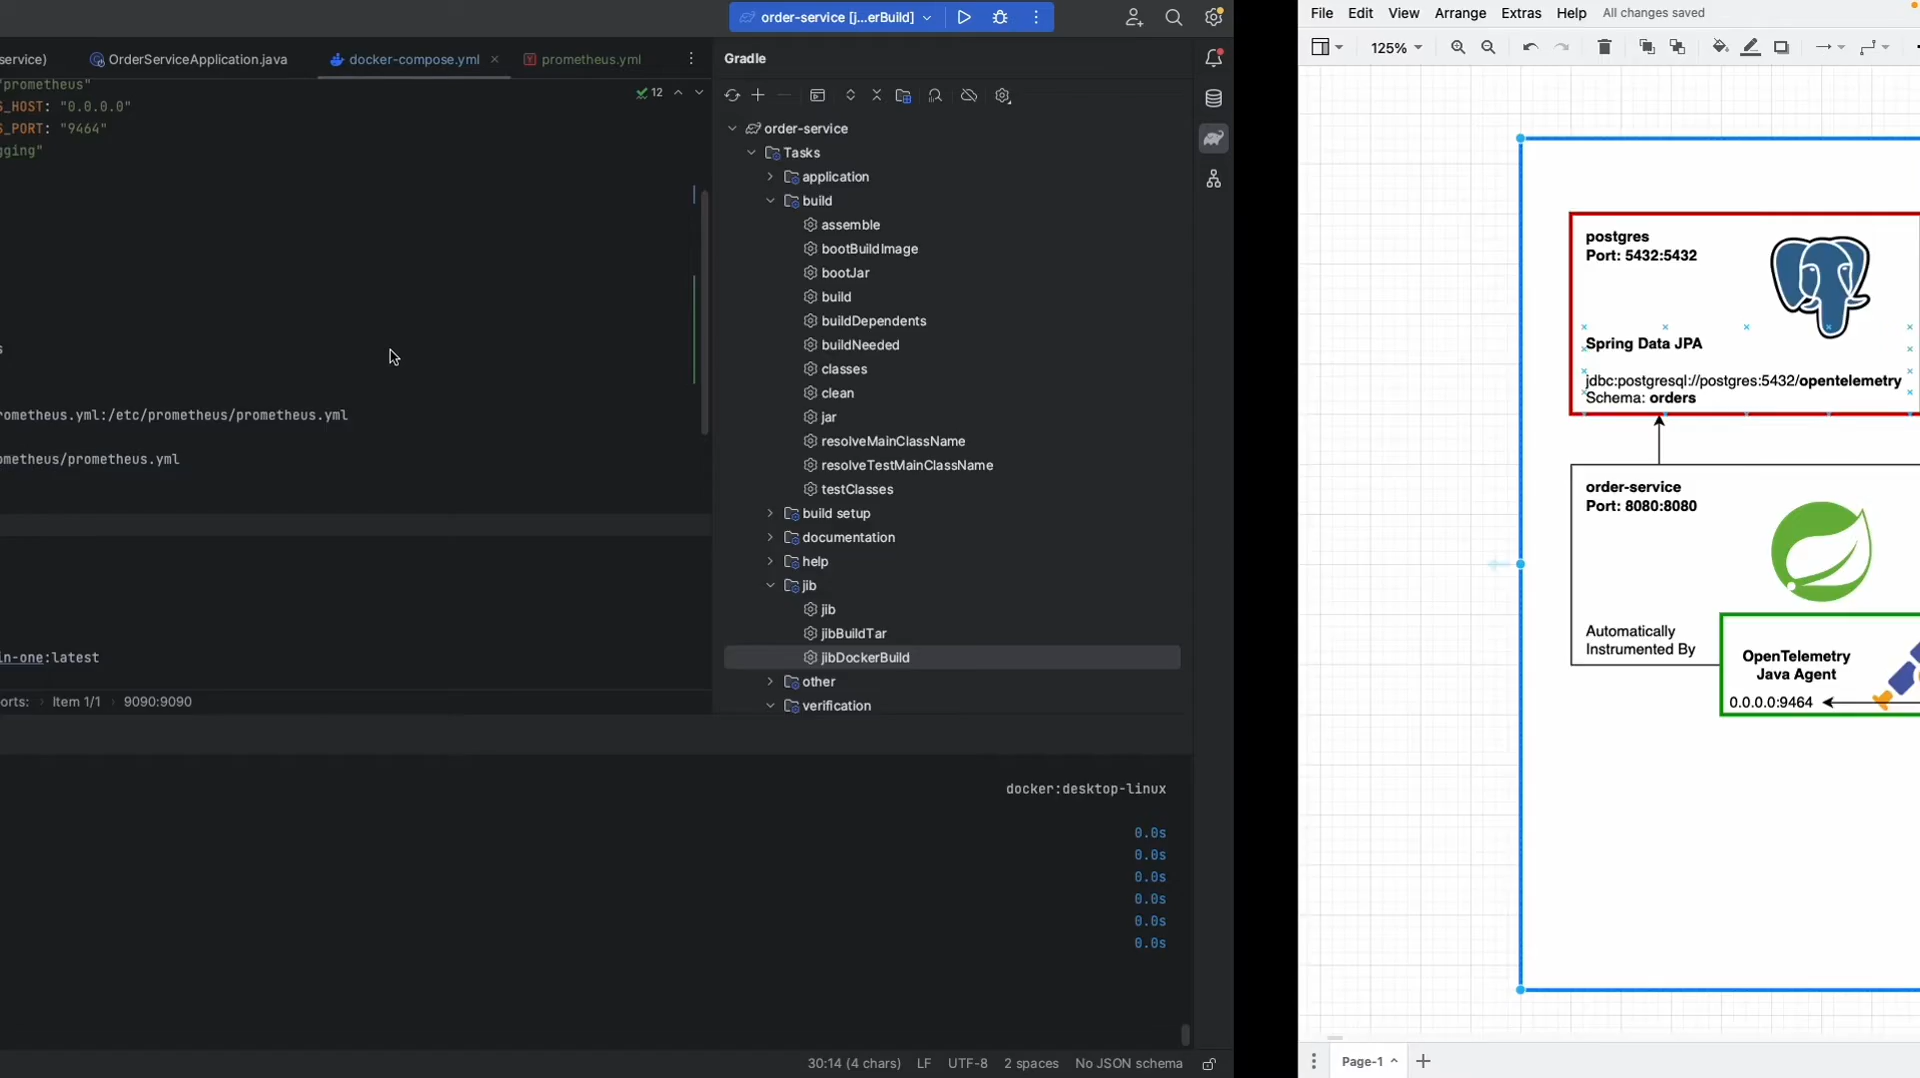 order-service [j...erBuild]
service)
OrderServiceApplication.java
docker-compose.yml
prometheus.yml
"prometheus"
S_HOST: "0.0.0.0"
S_PORT: "9464"
gging"
12
s
rometheus.yml:/etc/prometheus/prometheus.yml
ometheus/prometheus.yml
in-one:latest
orts:
Item 1/1
9090:9090
Gradle
order-service
Tasks
application
build
assemble
bootBuildImage
bootJar
build
buildDependents
buildNeeded
classes
clean
jar
resolveMainClassName
resolveTestMainClassName
testClasses
build setup
documentation
help
jib
jib
jibBuildTar
jibDockerBuild
other
verification
docker:desktop-linux
0.0s
0.0s
0.0s
0.0s
0.0s
0.0s
30:14 (4 chars)
LF
UTF-8
2 spaces
No JSON schema
File
Edit
View
Arrange
Extras
Help
All changes saved
125%
postgres
Port: 5432:5432
Spring Data JPA
jdbc:postgresql://postgres:5432/opentelemetry
Schema: orders
order-service
Port: 8080:8080
Automatically
Instrumented By
OpenTelemetry
Java Agent
0.0.0.0:9464
Page-1